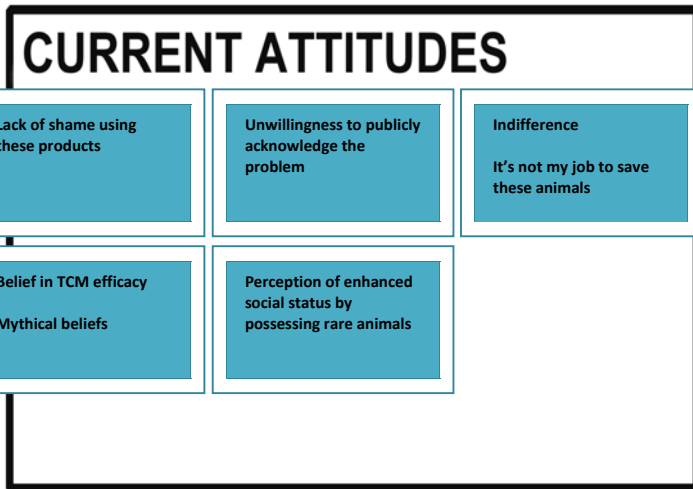 CURRENT ATTITUDES
Lack of shame using
these products
Unwillingness to publicly
acknowledge the
problem
Indifference
It’s not my job to save
these animals
Belief in TCM efficacy
Mythical beliefs
Perception of enhanced
social status by
possessing rare animals